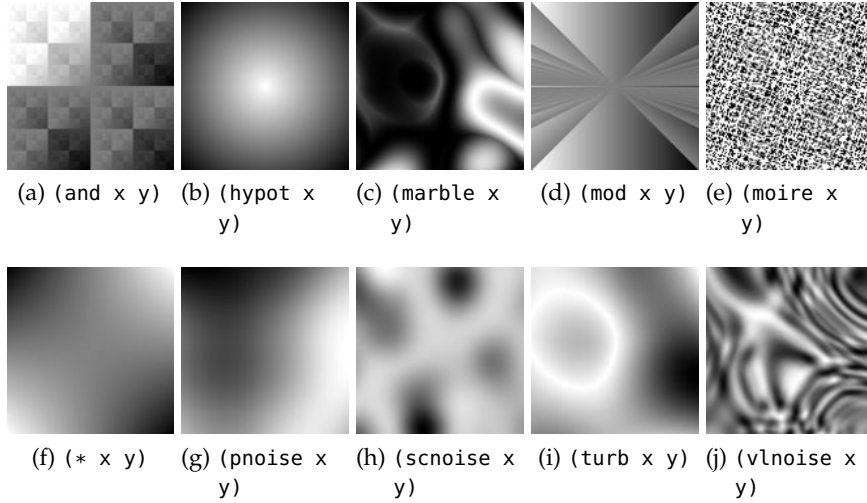 (a) (and x y) (b) (hypot x (c) (marble x (d) (mod x y) (e) (moire x
y) y) y)
(f) (* x y) (g) (pnoise x (h) (scnoise x (i) (turb x y) (j) (vlnoise x
y) y) y)